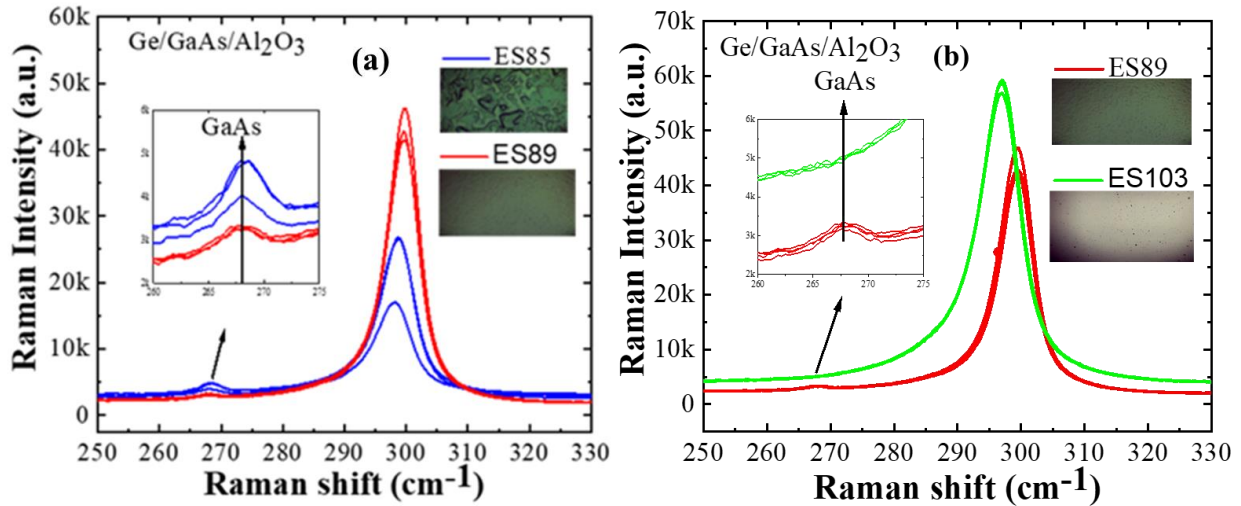 Ge/GaAs/Al2O3
(a)
ES85
ES89
GaAs
260 265 270 275
Raman Intensity (a.u.)
60k
50k
40k
30k
20k
10k
0
250 260 270 280 290 300 310 320 330
Raman shift (cm-1)
Ge/GaAs/Al2O3
(b)
GaAs
ES89
ES103
6k
5k
4k
3k
2k
260 265 270 275
Raman Intensity (a.u.)
70k
60k
50k
40k
30k
20k
10k
0
250 260 270 280 290 300 310 320 330
Raman shift (cm-1)